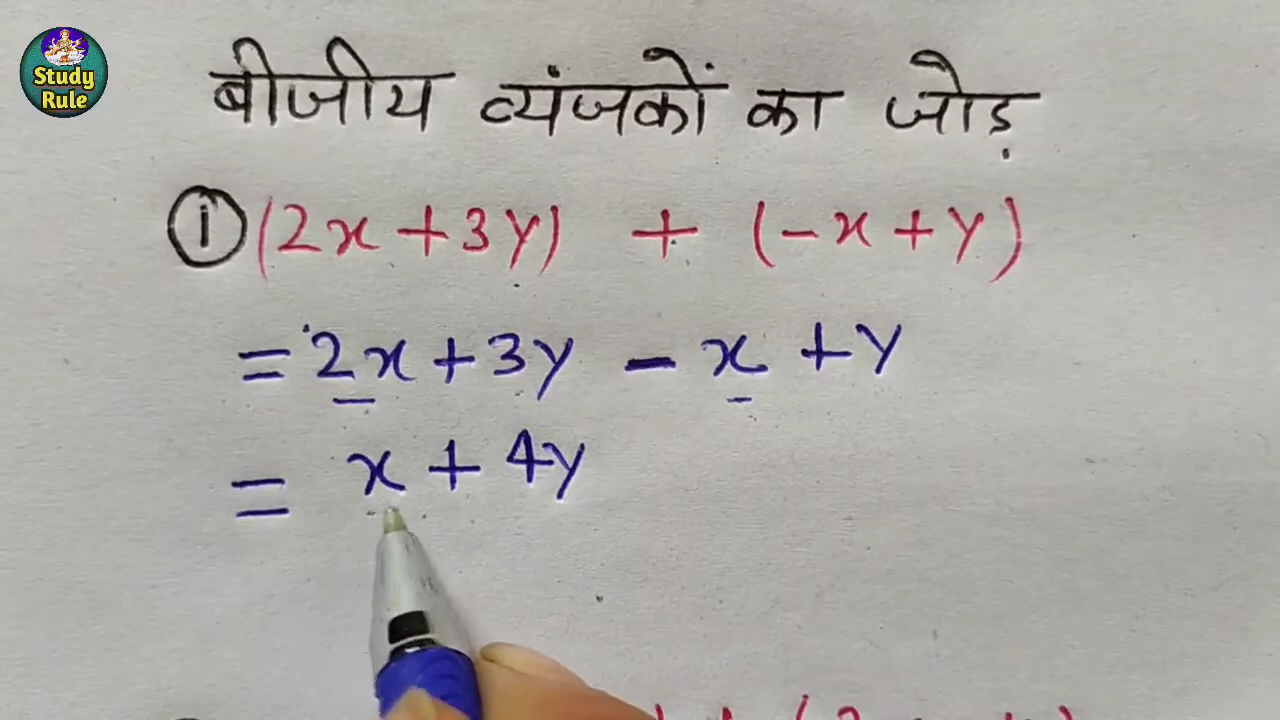 Study
Rule
बीजीय व्यंजकों का जोड़
① (2x+3y) + (-x+y)
= 2x+3y - x +y
= x + 4y